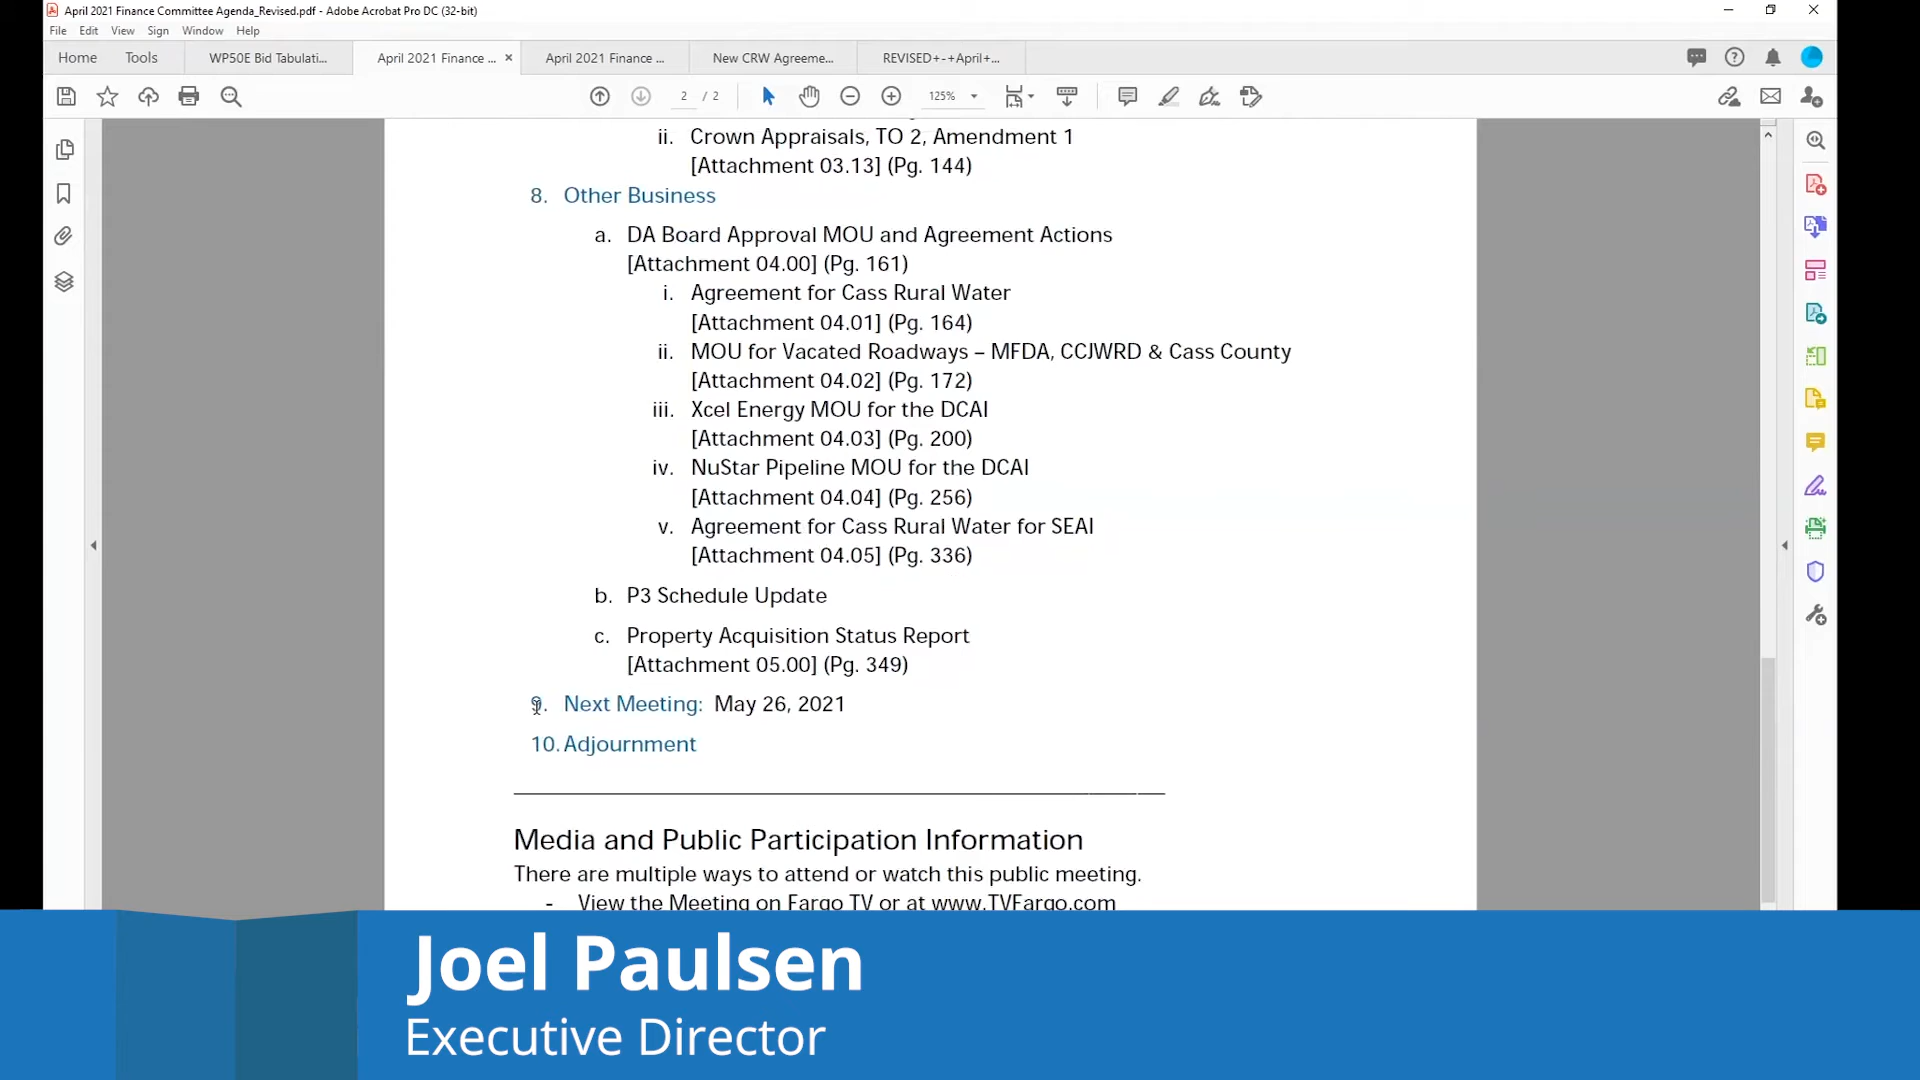 April 2021 Finance Committee Agenda_Revised.pdf - Adobe Acrobat Pro DC (32-bit)
File Edit View Sign Window Help
Home Tools WP50E Bid Tabulati... April 2021 Finance ... × April 2021 Finance ... New CRW Agreeme... REVISED+-+April+...
2 / 2 125%
ii. Crown Appraisals, TO 2, Amendment 1
[Attachment 03.13] (Pg. 144)
8. Other Business
a. DA Board Approval MOU and Agreement Actions
[Attachment 04.00] (Pg. 161)
i. Agreement for Cass Rural Water
[Attachment 04.01] (Pg. 164)
ii. MOU for Vacated Roadways – MFDA, CCJWRD & Cass County
[Attachment 04.02] (Pg. 172)
iii. Xcel Energy MOU for the DCAI
[Attachment 04.03] (Pg. 200)
iv. NuStar Pipeline MOU for the DCAI
[Attachment 04.04] (Pg. 256)
v. Agreement for Cass Rural Water for SEAI
[Attachment 04.05] (Pg. 336)
b. P3 Schedule Update
c. Property Acquisition Status Report
[Attachment 05.00] (Pg. 349)
9. Next Meeting: May 26, 2021
10. Adjournment
Media and Public Participation Information
There are multiple ways to attend or watch this public meeting.
- View the Meeting on Fargo TV or at www.TVFargo.com
Joel Paulsen
Executive Director